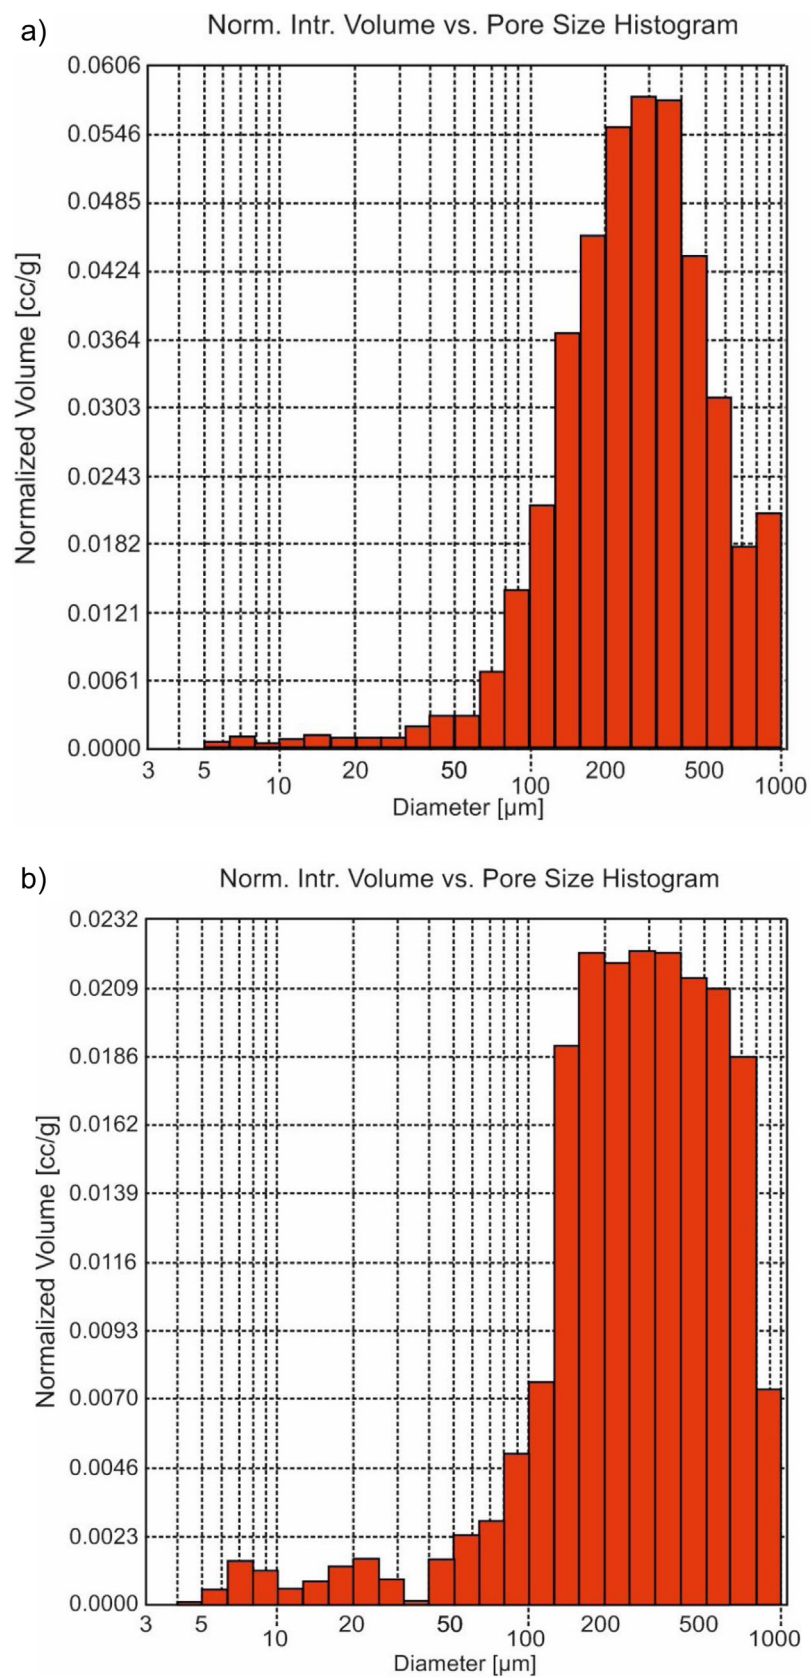 a)
Norm. Intr. Volume vs. Pore Size Histogram
0.0606
0.0546
0.0485
0.0424
0.0364
0.0303
0.0243
0.0182
0.0121
0.0061
0.0000
Normalized Volume [cc/g]
3 5 10 20 50 100 200 500 1000
Diameter [µm]
b)
Norm. Intr. Volume vs. Pore Size Histogram
0.0232
0.0209
0.0186
0.0162
0.0139
0.0116
0.0093
0.0070
0.0046
0.0023
0.0000
Normalized Volume [cc/g]
3 5 10 20 50 100 200 500 1000
Diameter [µm]